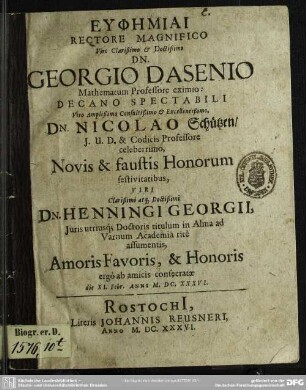 ΕΥΦΗΜΙΑΙ
RECTORE MAGNIFICO
Viro Clarissimo & Doctissimo
DN.
GEORGIO DASENIO
Mathematum Professore eximio:
DECANO SPECTABILI
Viro Amplissimo Consultissimo & Excellentissimo,
DN. NICOLAO Schützen/
J. U. D. & Codicis Professore
celeberrimo,
Novis & faustis Honorum
festivitatibus,
VIRI
Clarissimi atq; Doctissimi
DN. HENNINGI GEORGII,
Juris utriusq; Doctoris titulum in Alma ad
Varnum Academia ritè
assumentis,
Amoris Favoris, & Honoris
ergò ab amicis consecratæ
die XI. Febr. ANNI M. DC. XXXVI.
ROSTOCHI,
Literis JOHANNIS REUSNERI,
ANNO M. DC. XXXVI.
Biogr. er. D.
1576, 10t